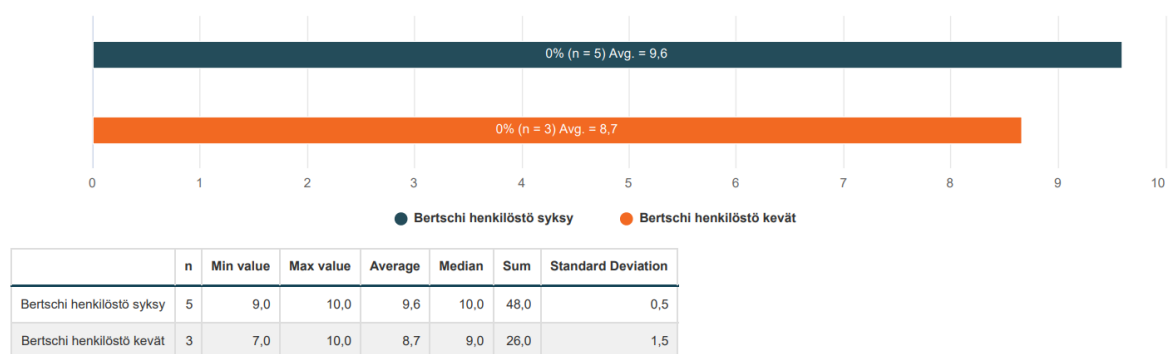 0% (n = 5) Avg. = 9,6
0% (n = 3) Avg. = 8,7
0 1 2 3 4 5 6 7 8 9 10
Bertschi henkilöstö syksy Bertschi henkilöstö kevät
n Min value Max value Average Median Sum Standard Deviation
Bertschi henkilöstö syksy 5 9,0 10,0 9,6 10,0 48,0 0,5
Bertschi henkilöstö kevät 3 7,0 10,0 8,7 9,0 26,0 1,5